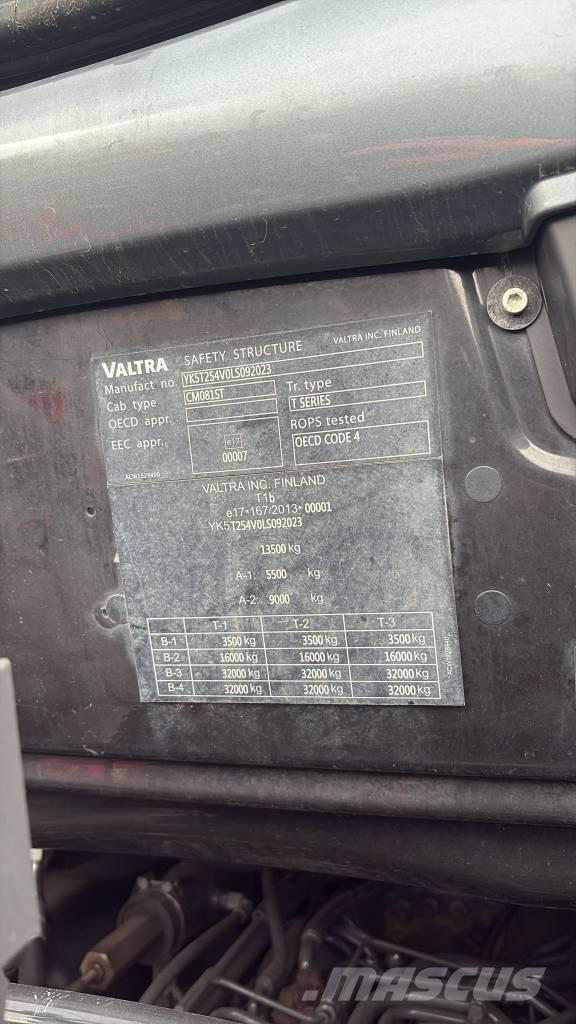 VALTRA SAFETY STRUCTURE VALTRA INC. FINLAND
Manufact no. YK5T254V0LS092023
Cab type CM081ST Tr. type
OECD appr. T SERIES
EEC appr. S e17 ROPS tested
00007 OECD CODE 4
ACW1529400
VALTRA INC. FINLAND
T1b
e17*167/2013*00001
YK5T254V0LS092023
13500 kg
A-1: 5500 kg
A-2: 9000 kg
T-1 T-2 T-3
B-1 3500 kg 3500 kg 3500 kg
B-2 16000 kg 16000 kg 16000 kg
B-3 32000 kg 32000 kg 32000 kg
B-4 32000 kg 32000 kg 32000 kg
MASCUS